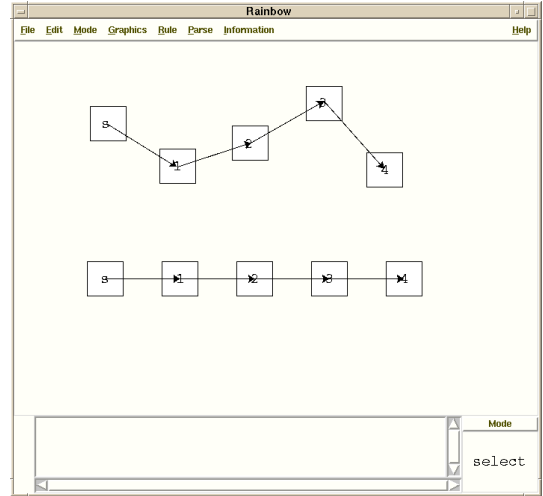 Rainbow
File Edit Mode Graphics Rule Parse Information Help
3
s
2
1
4
s 1 2 3 4
Mode
select